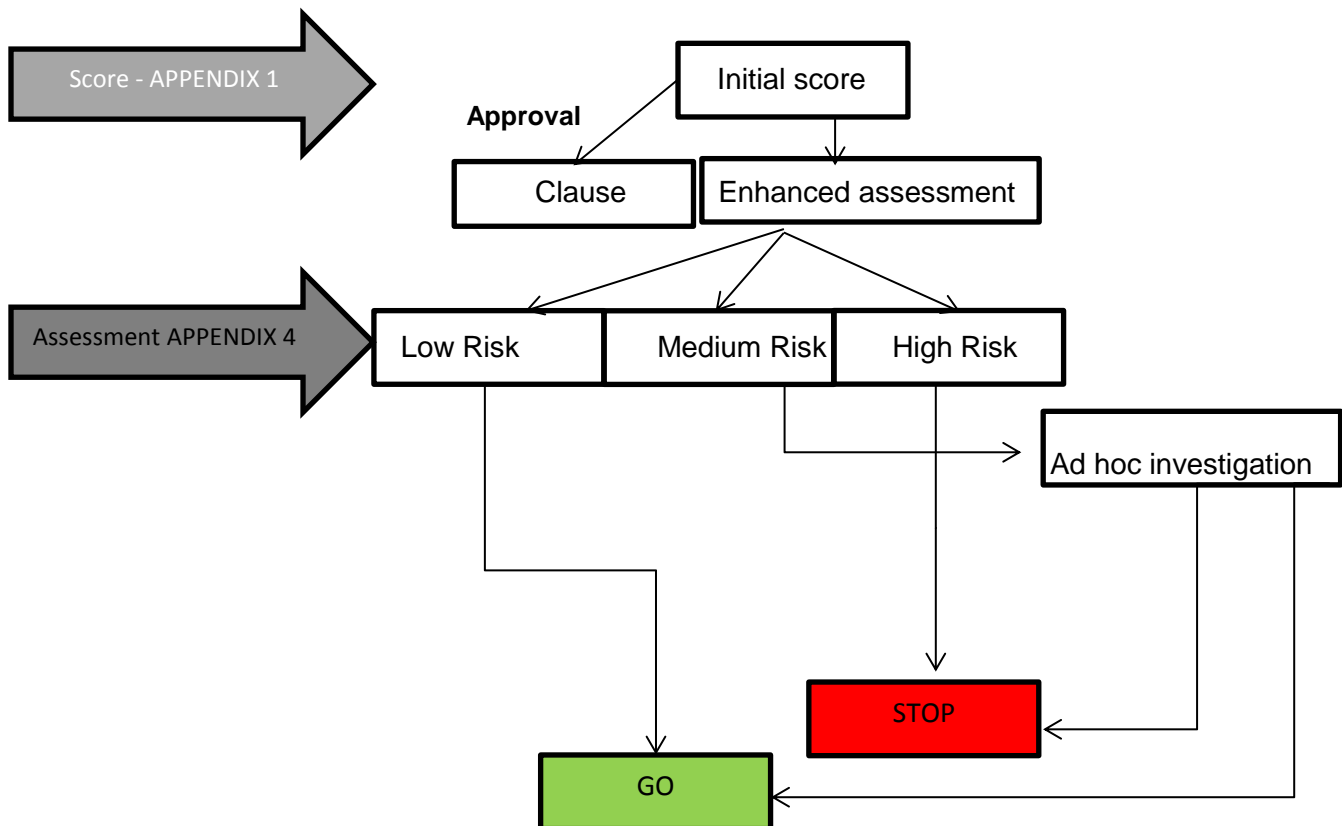 Score - APPENDIX 1
Initial score
Approval
Clause
Enhanced assessment
Assessment APPENDIX 4
Low Risk
Medium Risk
High Risk
Ad hoc investigation
STOP
GO